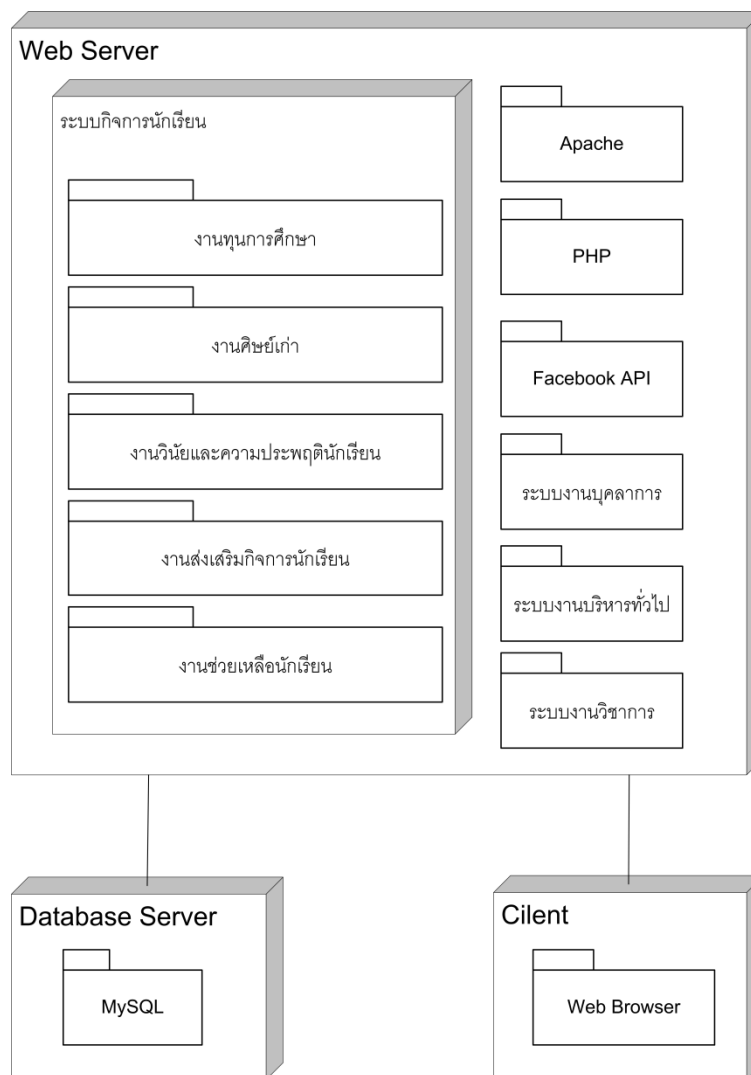 Web Server
ระบบกิจการนักเรียน
งานทุนการศึกษา
งานศิษย์เก่า
งานวินัยและความประพฤตินักเรียน
งานส่งเสริมกิจการนักเรียน
งานช่วยเหลือนักเรียน
Apache
PHP
Facebook API
ระบบงานบุคลาการ
ระบบงานบริหารทั่วไป
ระบบงานวิชาการ
Database Server
MySQL
Cilent
Web Browser